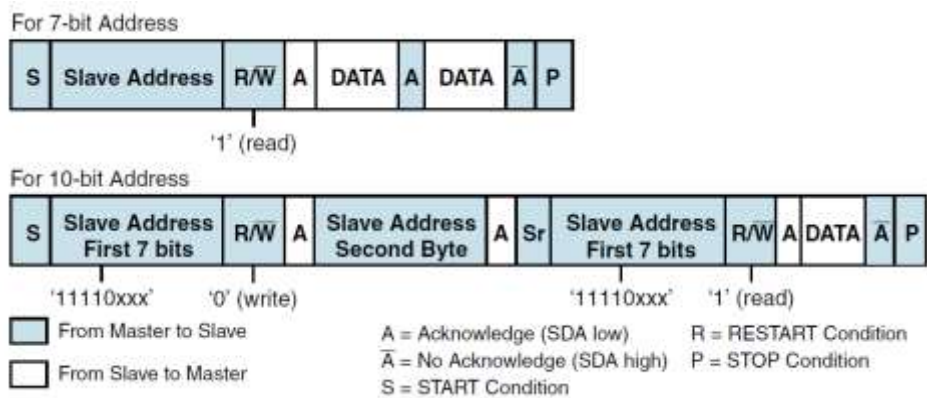 For 7-bit Address
S Slave Address R/W̅ A DATA A DATA A̅ P
‘1’ (read)
For 10-bit Address
S Slave Address First 7 bits R/W̅ A Slave Address Second Byte A Sr Slave Address First 7 bits R/W̅ A DATA A̅ P
‘11110xxx’ ‘0’ (write) ‘11110xxx’ ‘1’ (read)
From Master to Slave
From Slave to Master
A = Acknowledge (SDA low)
A̅ = No Acknowledge (SDA high)
S = START Condition
R = RESTART Condition
P = STOP Condition